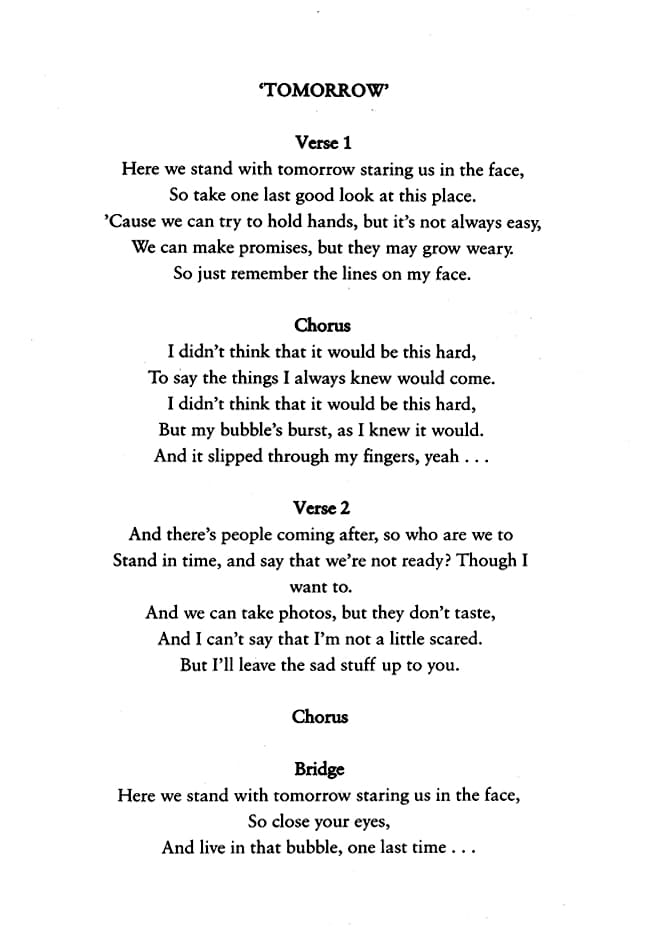 ‘TOMORROW’
Verse 1
Here we stand with tomorrow staring us in the face,
So take one last good look at this place.
’Cause we can try to hold hands, but it’s not always easy,
We can make promises, but they may grow weary.
So just remember the lines on my face.
Chorus
I didn’t think that it would be this hard,
To say the things I always knew would come.
I didn’t think that it would be this hard,
But my bubble’s burst, as I knew it would.
And it slipped through my fingers, yeah . . .
Verse 2
And there’s people coming after, so who are we to
Stand in time, and say that we’re not ready? Though I
want to.
And we can take photos, but they don’t taste,
And I can’t say that I’m not a little scared.
But I’ll leave the sad stuff up to you.
Chorus
Bridge
Here we stand with tomorrow staring us in the face,
So close your eyes,
And live in that bubble, one last time . . .